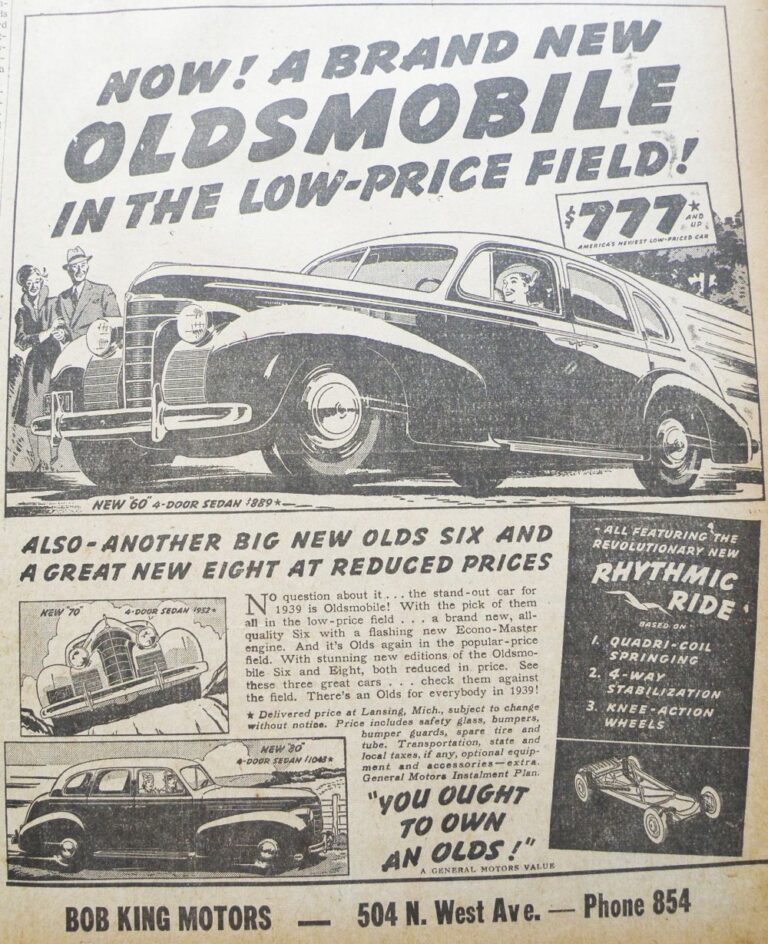 NOW! A BRAND NEW
OLDSMOBILE
IN THE LOW-PRICE FIELD!
$777* AND UP
AMERICA'S NEWEST LOW-PRICED CAR
NEW "60" 4-DOOR SEDAN $889*
ALSO-ANOTHER BIG NEW OLDS SIX AND
A GREAT NEW EIGHT AT REDUCED PRICES
NEW "70" 4-DOOR SEDAN $952*
No question about it . . . the stand-out car for
1939 is Oldsmobile! With the pick of them
all in the low-price field . . . a brand new, all-
quality Six with a flashing new Econo-Master
engine. And it's Olds again in the popular-price
field. With stunning new editions of the Oldsmo-
bile Six and Eight, both reduced in price. See
these three great cars . . . check them against
the field. There's an Olds for everybody in 1939!
* Delivered price at Lansing, Mich., subject to change
without notice. Price includes safety glass, bumpers,
bumper guards, spare tire and
tube. Transportation, state and
local taxes, if any, optional equip-
ment and accessories—extra.
General Motors Instalment Plan.
NEW "80"
4-DOOR SEDAN $1043*
"YOU OUGHT
TO OWN
AN OLDS!"
A GENERAL MOTORS VALUE
-ALL FEATURING THE
REVOLUTIONARY NEW
RHYTHMIC
RIDE
BASED ON-
1. QUADRI-COIL
SPRINGING
2. 4-WAY
STABILIZATION
3. KNEE-ACTION
WHEELS
BOB KING MOTORS — 504 N. West Ave. — Phone 854